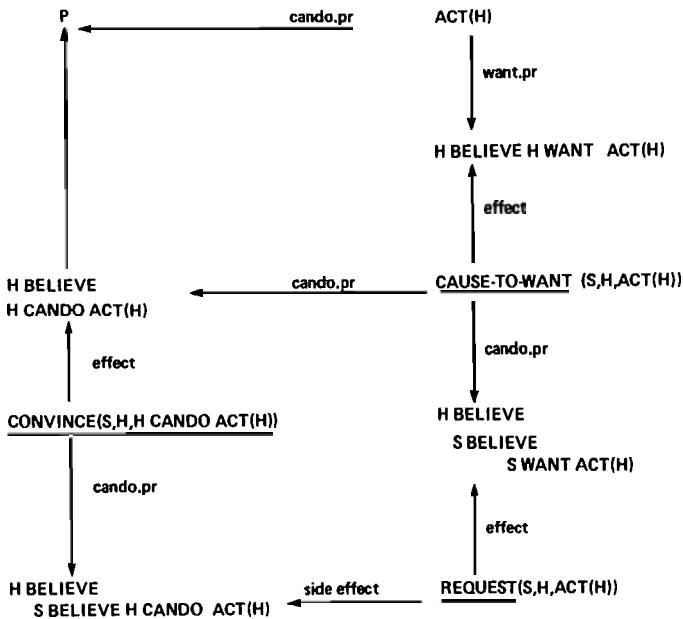 P
cando.pr
ACT(H)
want.pr
H BELIEVE H WANT ACT(H)
effect
H BELIEVE
H CANDO ACT(H)
cando.pr
CAUSE-TO-WANT (S,H,ACT(H))
effect
cando.pr
CONVINCE(S,H,H CANDO ACT(H))
H BELIEVE
S BELIEVE
S WANT ACT(H)
cando.pr
effect
H BELIEVE
S BELIEVE H CANDO ACT(H)
side effect
REQUEST(S,H,ACT(H))